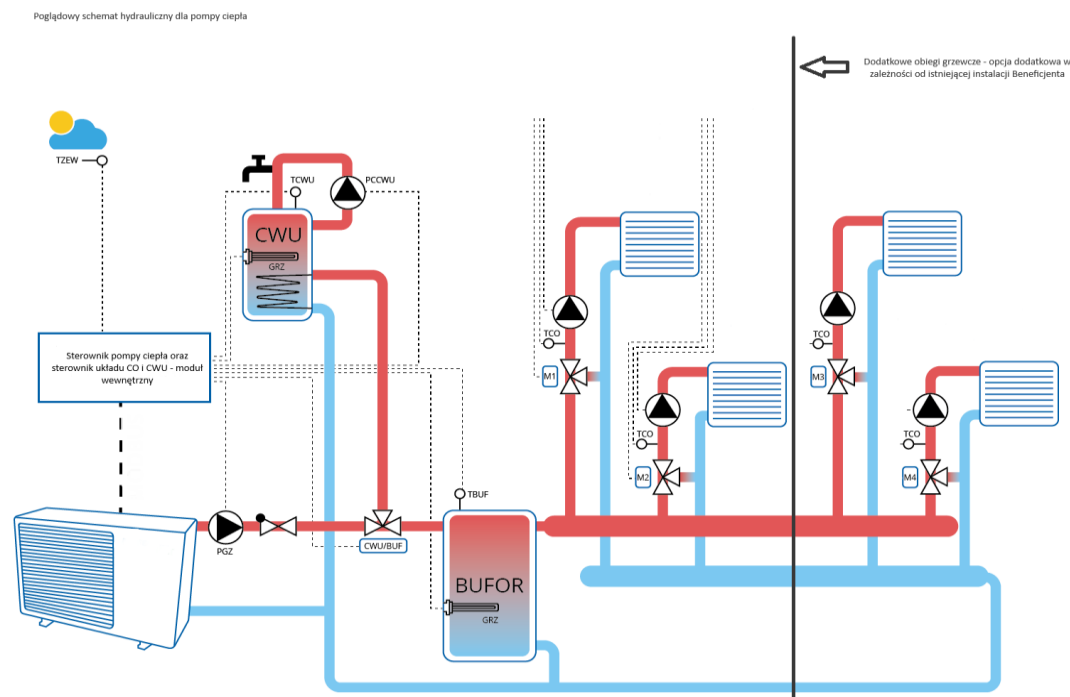 Poglądowy schemat hydrauliczny dla pompy ciepła
Dodatkowe obiegi grzewcze - opcja dodatkowa w
zależności od istniejącej instalacji Beneficjenta
TZEW
TCWU
PCCWU
CWU
GRZ
Sterownik pompy ciepła oraz
sterownik układu CO i CWU - moduł
wewnętrzny
TCO
M1
TCO
M2
TCO
M3
TCO
M4
TBUF
PGZ
CWU/BUF
BUFOR
GRZ